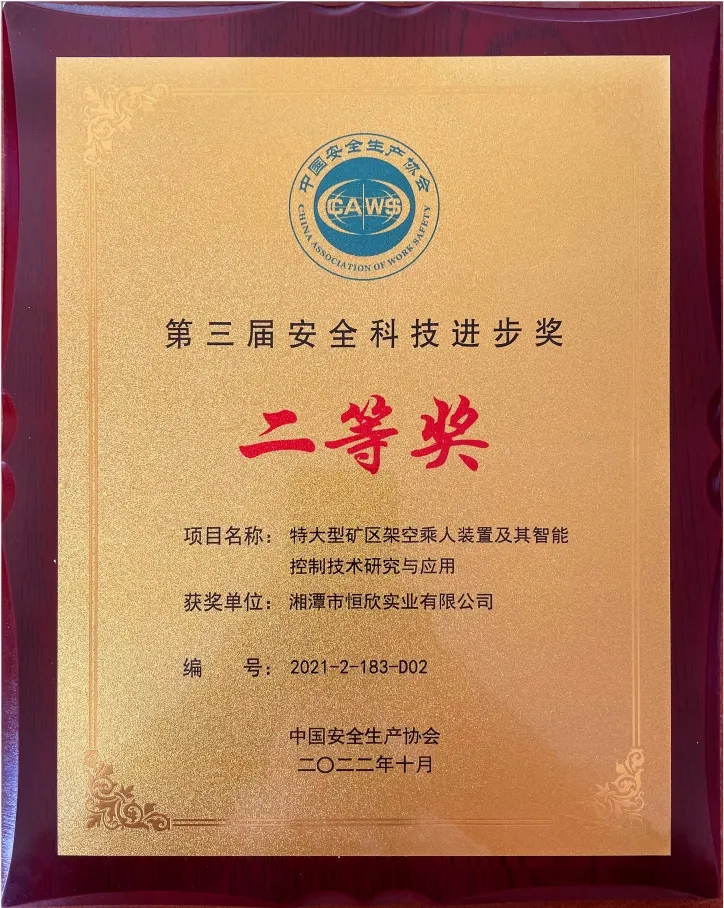 中国安全生产协会
CAWS
CHINA ASSOCIATION OF WORK SAFETY
第三届安全科技进步奖
二等奖
项目名称：特大型矿区架空乘人装置及其智能
控制技术研究与应用
获奖单位：湘潭市恒欣实业有限公司
编　　号：2021-2-183-D02
中国安全生产协会
二〇二二年十月